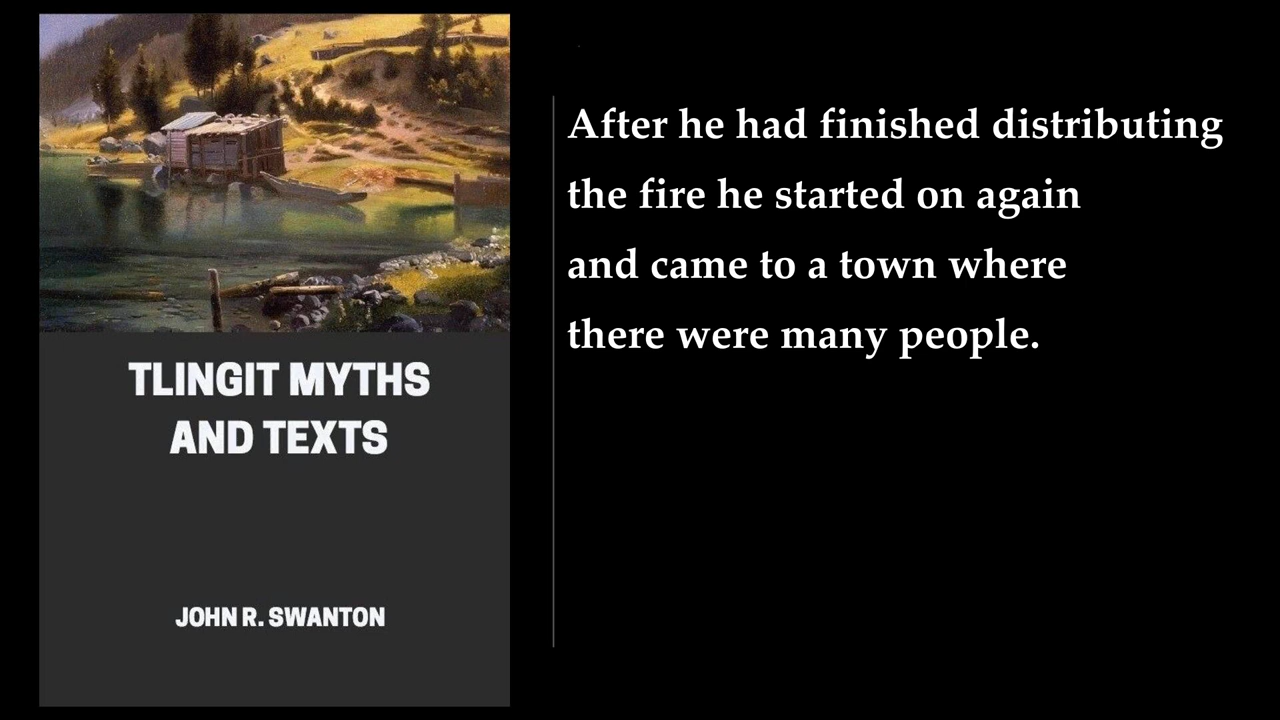 TLINGIT MYTHS
AND TEXTS
JOHN R. SWANTON
After he had finished distributing
the fire he started on again
and came to a town where
there were many people.